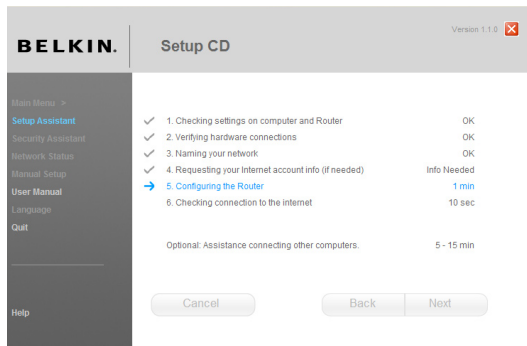 Version 1.1.0
BELKIN. Setup CD
Main Menu >
Setup Assistant
Security Assistant
Network Status
Manual Setup
User Manual
Language
Quit
Help
1. Checking settings on computer and Router OK
2. Verifying hardware connections OK
3. Naming your network OK
4. Requesting your Internet account info (if needed) Info Needed
5. Configuring the Router 1 min
6. Checking connection to the internet 10 sec
Optional: Assistance connecting other computers. 5 - 15 min
Cancel Back Next